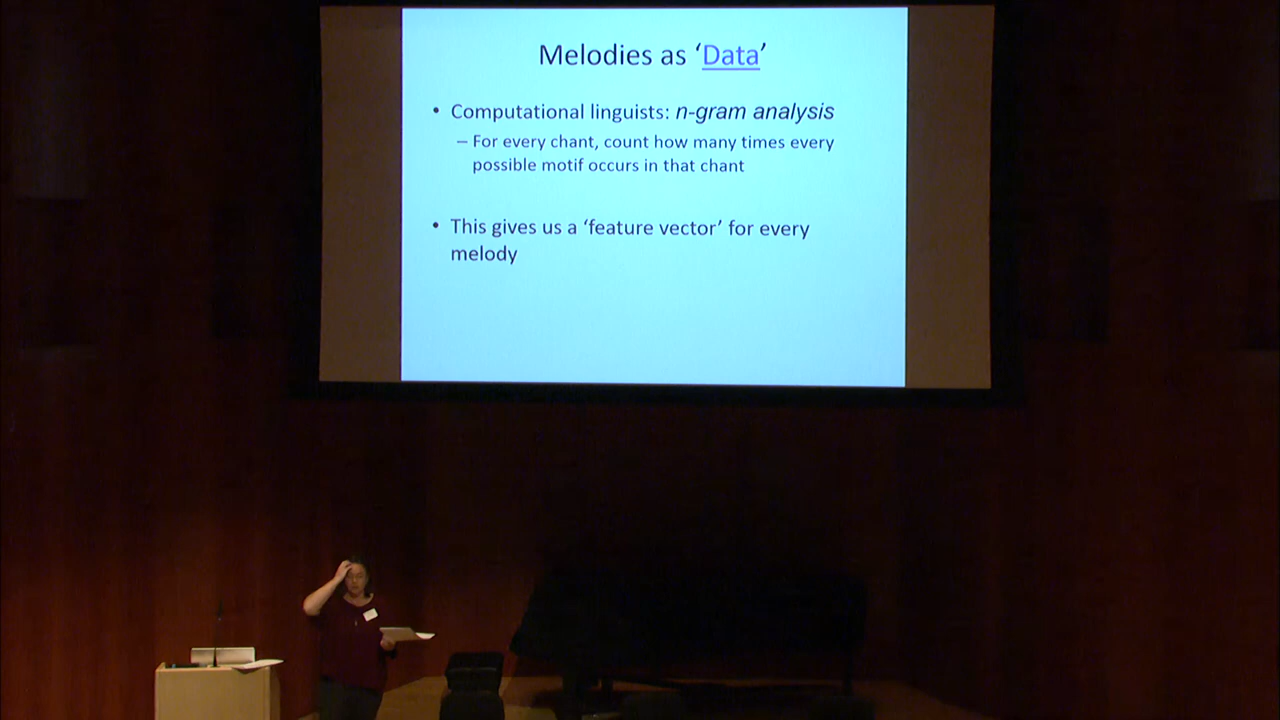 Melodies as ‘Data’
• Computational linguists: n-gram analysis
– For every chant, count how many times every
possible motif occurs in that chant
• This gives us a ‘feature vector’ for every
melody